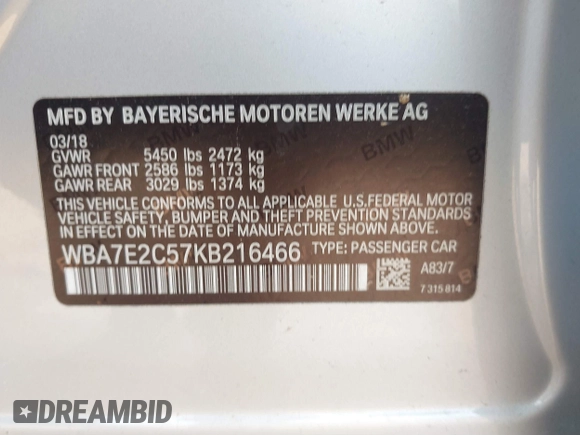 MFD BY BAYERISCHE MOTOREN WERKE AG
03/18
GVWR 5450 lbs 2472 kg
GAWR FRONT 2586 lbs 1173 kg
GAWR REAR 3029 lbs 1374 kg
THIS VEHICLE CONFORMS TO ALL APPLICABLE U.S.FEDERAL MOTOR
VEHICLE SAFETY, BUMPER, AND THEFT PREVENTION STANDARDS
IN EFFECT ON THE DATE OF MANUFACTURE SHOWN ABOVE.
WBA7E2C57KB216466 TYPE: PASSENGER CAR
A83/7
7 315 814
BMW
BMW
DREAMBID